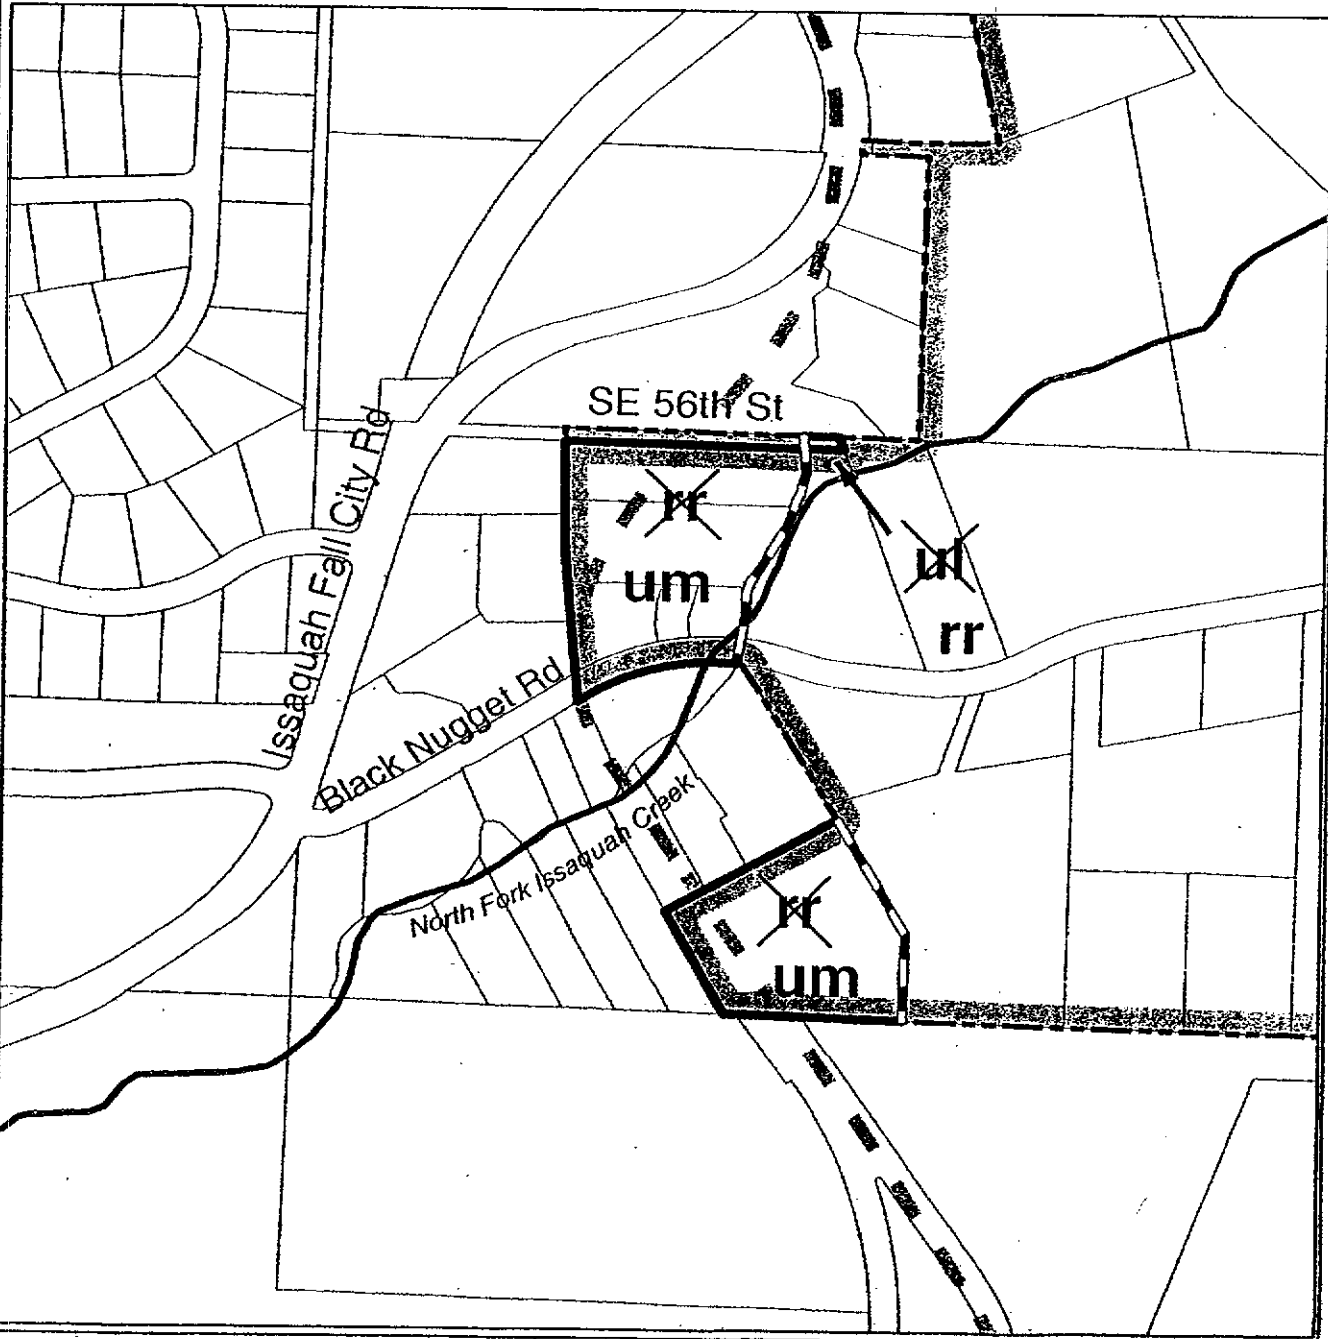 SE 56th St
Issaquah Fall City Rd
rr
um
ul
rr
Black Nugget Rd
North Fork Issaquah Creek
rr
um